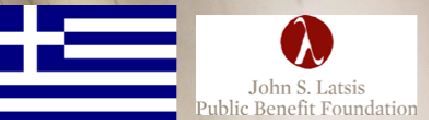 λ
John S. Latsis
Public Benefit Foundation